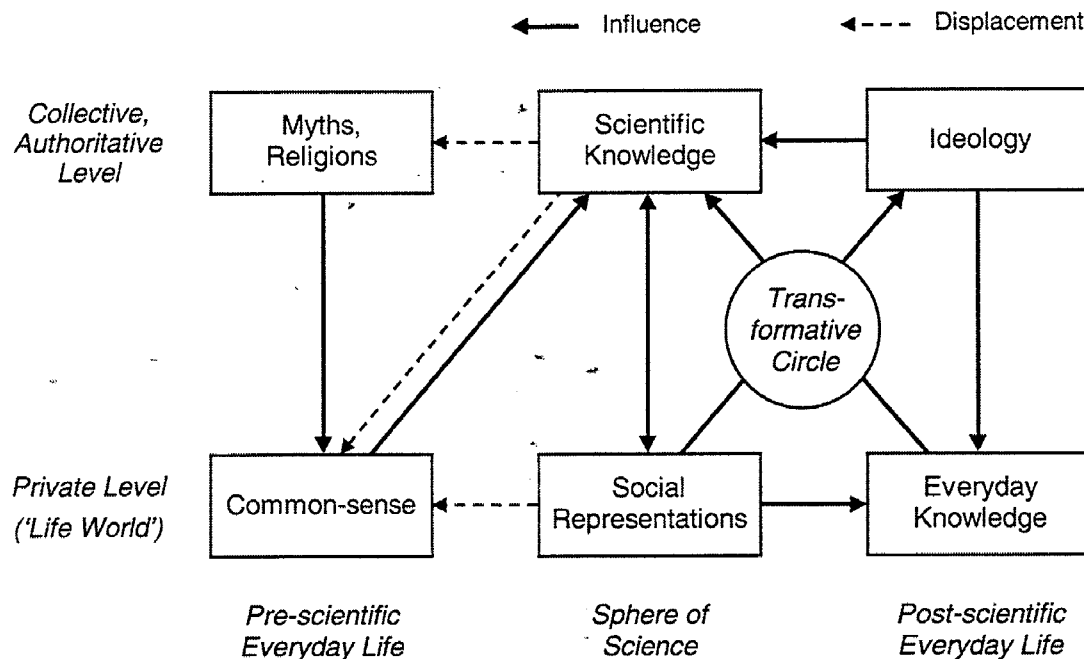 Influence
Displacement
Collective,
Authoritative
Level
Myths,
Religions
Scientific
Knowledge
Ideology
Trans-
formative
Circle
Private Level
('Life World')
Common-sense
Social
Representations
Everyday
Knowledge
Pre-scientific
Everyday Life
Sphere of
Science
Post-scientific
Everyday Life